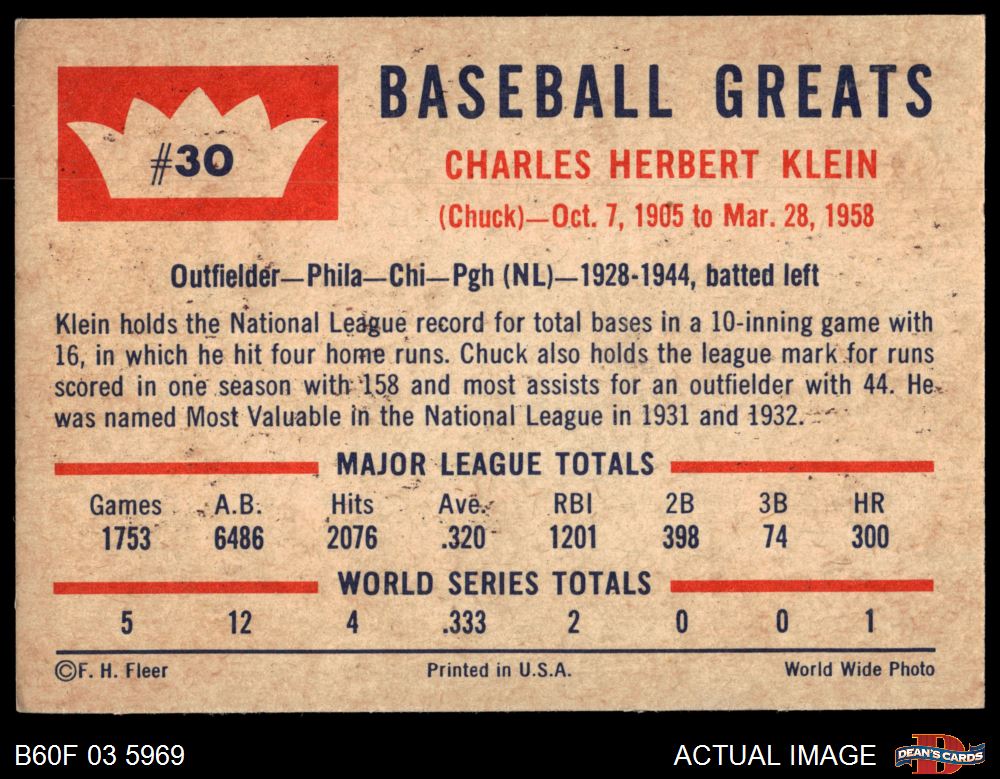 BASEBALL GREATS
#30
CHARLES HERBERT KLEIN
(Chuck)—Oct. 7, 1905 to Mar. 28, 1958
Outfielder—Phila—Chi—Pgh (NL)—1928-1944, batted left
Klein holds the National League record for total bases in a 10-inning game with
16, in which he hit four home runs. Chuck also holds the league mark for runs
scored in one season with 158 and most assists for an outfielder with 44. He
was named Most Valuable in the National League in 1931 and 1932.
MAJOR LEAGUE TOTALS
Games A.B. Hits Ave. RBI 2B 3B HR
1753 6486 2076 .320 1201 398 74 300
WORLD SERIES TOTALS
5 12 4 .333 2 0 0 1
©F. H. Fleer Printed in U.S.A. World Wide Photo
B60F 03 5969 ACTUAL IMAGE DEAN'S CARDS